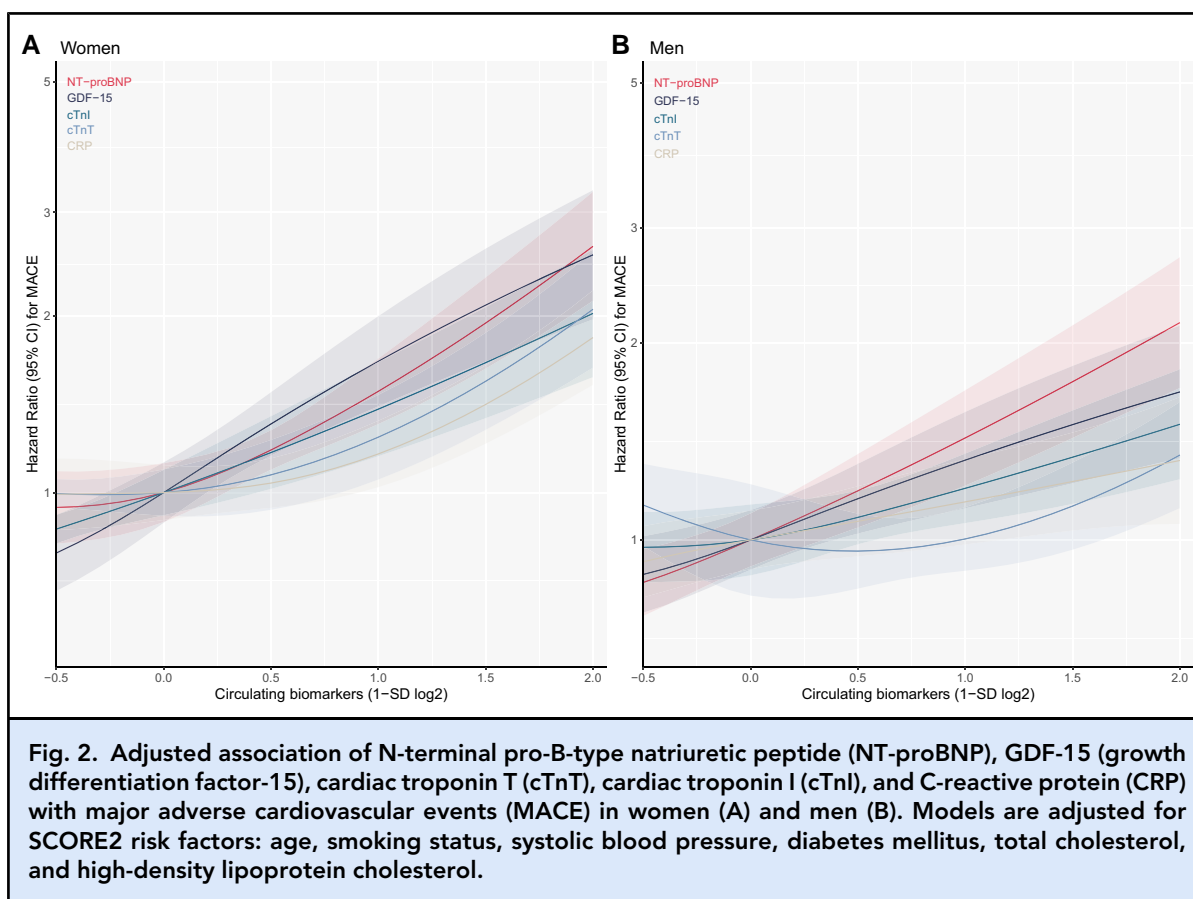 A Women
NT-proBNP
GDF-15
cTnI
cTnT
CRP
5
3
2
1
Hazard Ratio (95% CI) for MACE
-0.5 0.0 0.5 1.0 1.5 2.0
Circulating biomarkers (1-SD log2)
B Men
NT-proBNP
GDF-15
cTnI
cTnT
CRP
5
3
2
1
Hazard Ratio (95% CI) for MACE
-0.5 0.0 0.5 1.0 1.5 2.0
Circulating biomarkers (1-SD log2)
Fig. 2. Adjusted association of N-terminal pro-B-type natriuretic peptide (NT-proBNP), GDF-15 (growth
differentiation factor-15), cardiac troponin T (cTnT), cardiac troponin I (cTnI), and C-reactive protein (CRP)
with major adverse cardiovascular events (MACE) in women (A) and men (B). Models are adjusted for
SCORE2 risk factors: age, smoking status, systolic blood pressure, diabetes mellitus, total cholesterol,
and high-density lipoprotein cholesterol.